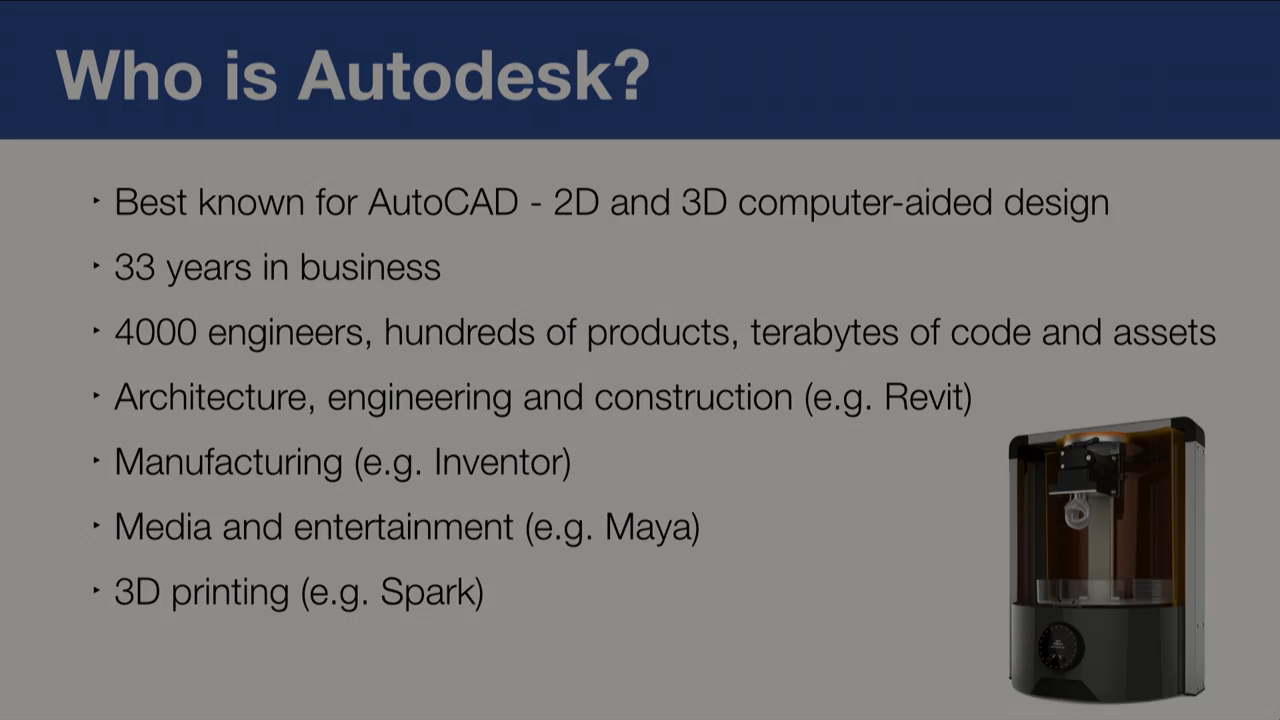 Who is Autodesk?
‣ Best known for AutoCAD - 2D and 3D computer-aided design
‣ 33 years in business
‣ 4000 engineers, hundreds of products, terabytes of code and assets
‣ Architecture, engineering and construction (e.g. Revit)
‣ Manufacturing (e.g. Inventor)
‣ Media and entertainment (e.g. Maya)
‣ 3D printing (e.g. Spark)